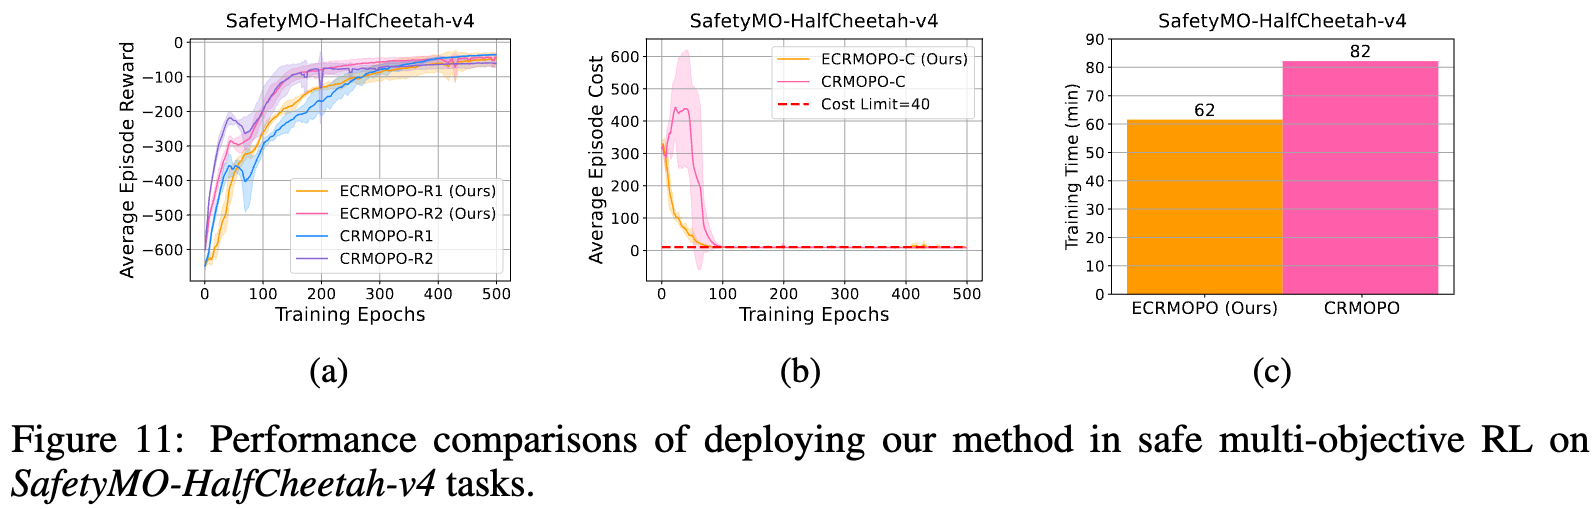 SafetyMO-HalfCheetah-v4
Average Episode Reward
0
−100
−200
−300
−400
−500
−600
ECRMOPO-R1 (Ours)
ECRMOPO-R2 (Ours)
CRMOPO-R1
CRMOPO-R2
0 100 200 300 400 500
Training Epochs
(a)
SafetyMO-HalfCheetah-v4
Average Episode Cost
600
500
400
300
200
100
0
ECRMOPO-C (Ours)
CRMOPO-C
Cost Limit=40
0 100 200 300 400 500
Training Epochs
(b)
SafetyMO-HalfCheetah-v4
Training Time (min)
90
80
70
60
50
40
30
20
10
0
62
82
ECRMOPO (Ours) CRMOPO
(c)
Figure 11: Performance comparisons of deploying our method in safe multi-objective RL on
SafetyMO-HalfCheetah-v4 tasks.